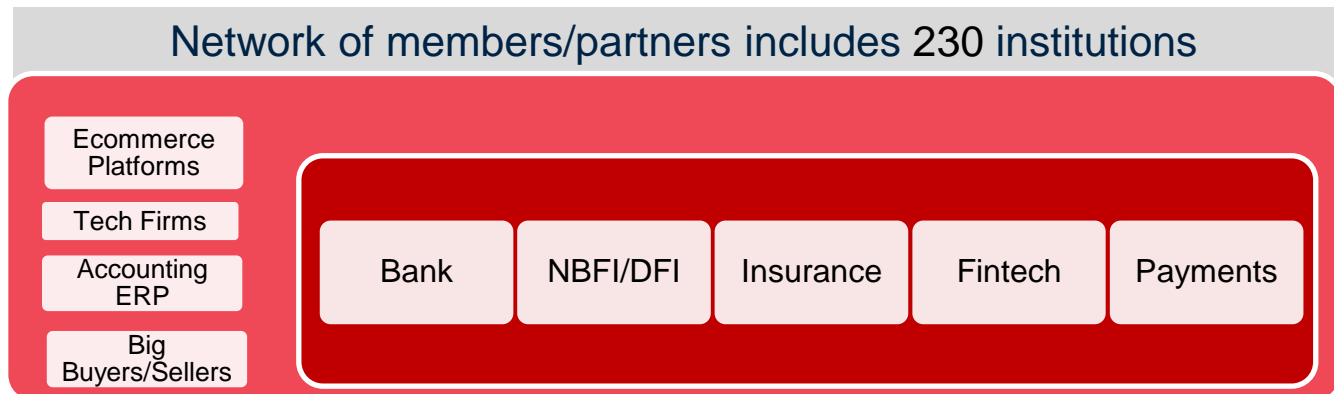 Network of members/partners includes 230 institutions
Ecommerce
Platforms
Tech Firms
Accounting
ERP
Big
Buyers/Sellers
Bank
NBFI/DFI
Insurance
Fintech
Payments